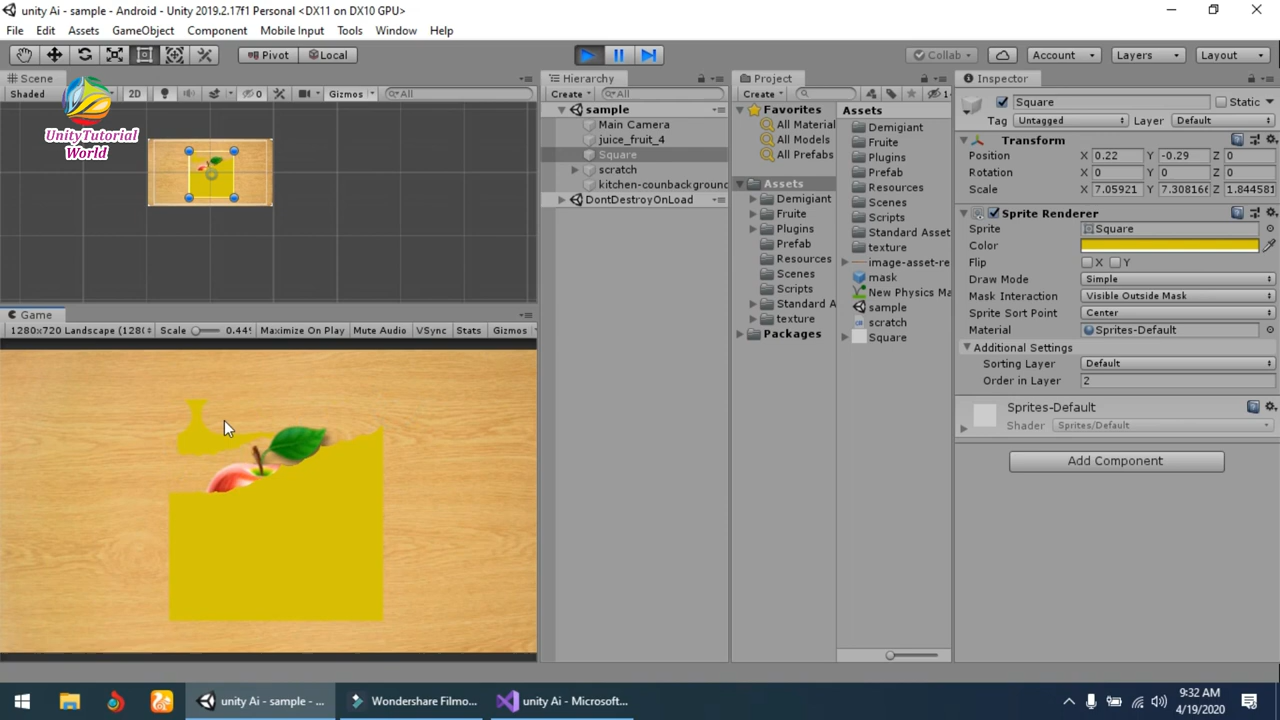 unity Ai - sample - Android - Unity 2019.2.17f1 Personal <DX11 on DX10 GPU>
File Edit Assets GameObject Component Mobile Input Tools Window Help
Pivot Local Collab Account Layers Layout
Scene
Shaded 2D 0 Gizmos All
UnityTutorial
World
Game
1280x720 Landscape (128( Scale 0.44 Maximize On Play Mute Audio VSync Stats Gizmos
Hierarchy
Create All
sample
Main Camera
juice_fruit_4
Square
scratch
kitchen-counbackground
DontDestroyOnLoad
Project
Create 1
Favorites
All Material
All Models
All Prefabs
Assets
Demigiant
Fruite
Plugins
Prefab
Resources
Scenes
Scripts
Standard A
texture
Packages
Assets
Demigiant
Fruite
Plugins
Prefab
Resources
Scenes
Scripts
Standard Asset
texture
image-asset-re
mask
New Physics Ma
sample
scratch
Square
Inspector
Square Static
Tag Untagged Layer Default
Transform
Position X 0.22 Y -0.29 Z 0
Rotation X 0 Y 0 Z 0
Scale X 7.05921 Y 7.308166 Z 1.844581
Sprite Renderer
Sprite Square
Color
Flip X Y
Draw Mode Simple
Mask Interaction Visible Outside Mask
Sprite Sort Point Center
Material Sprites-Default
Additional Settings
Sorting Layer Default
Order in Layer 2
Sprites-Default
Shader Sprites/Default
Add Component
unity Ai - sample - ... Wondershare Filmo... unity Ai - Microsoft...
9:32 AM
4/19/2020